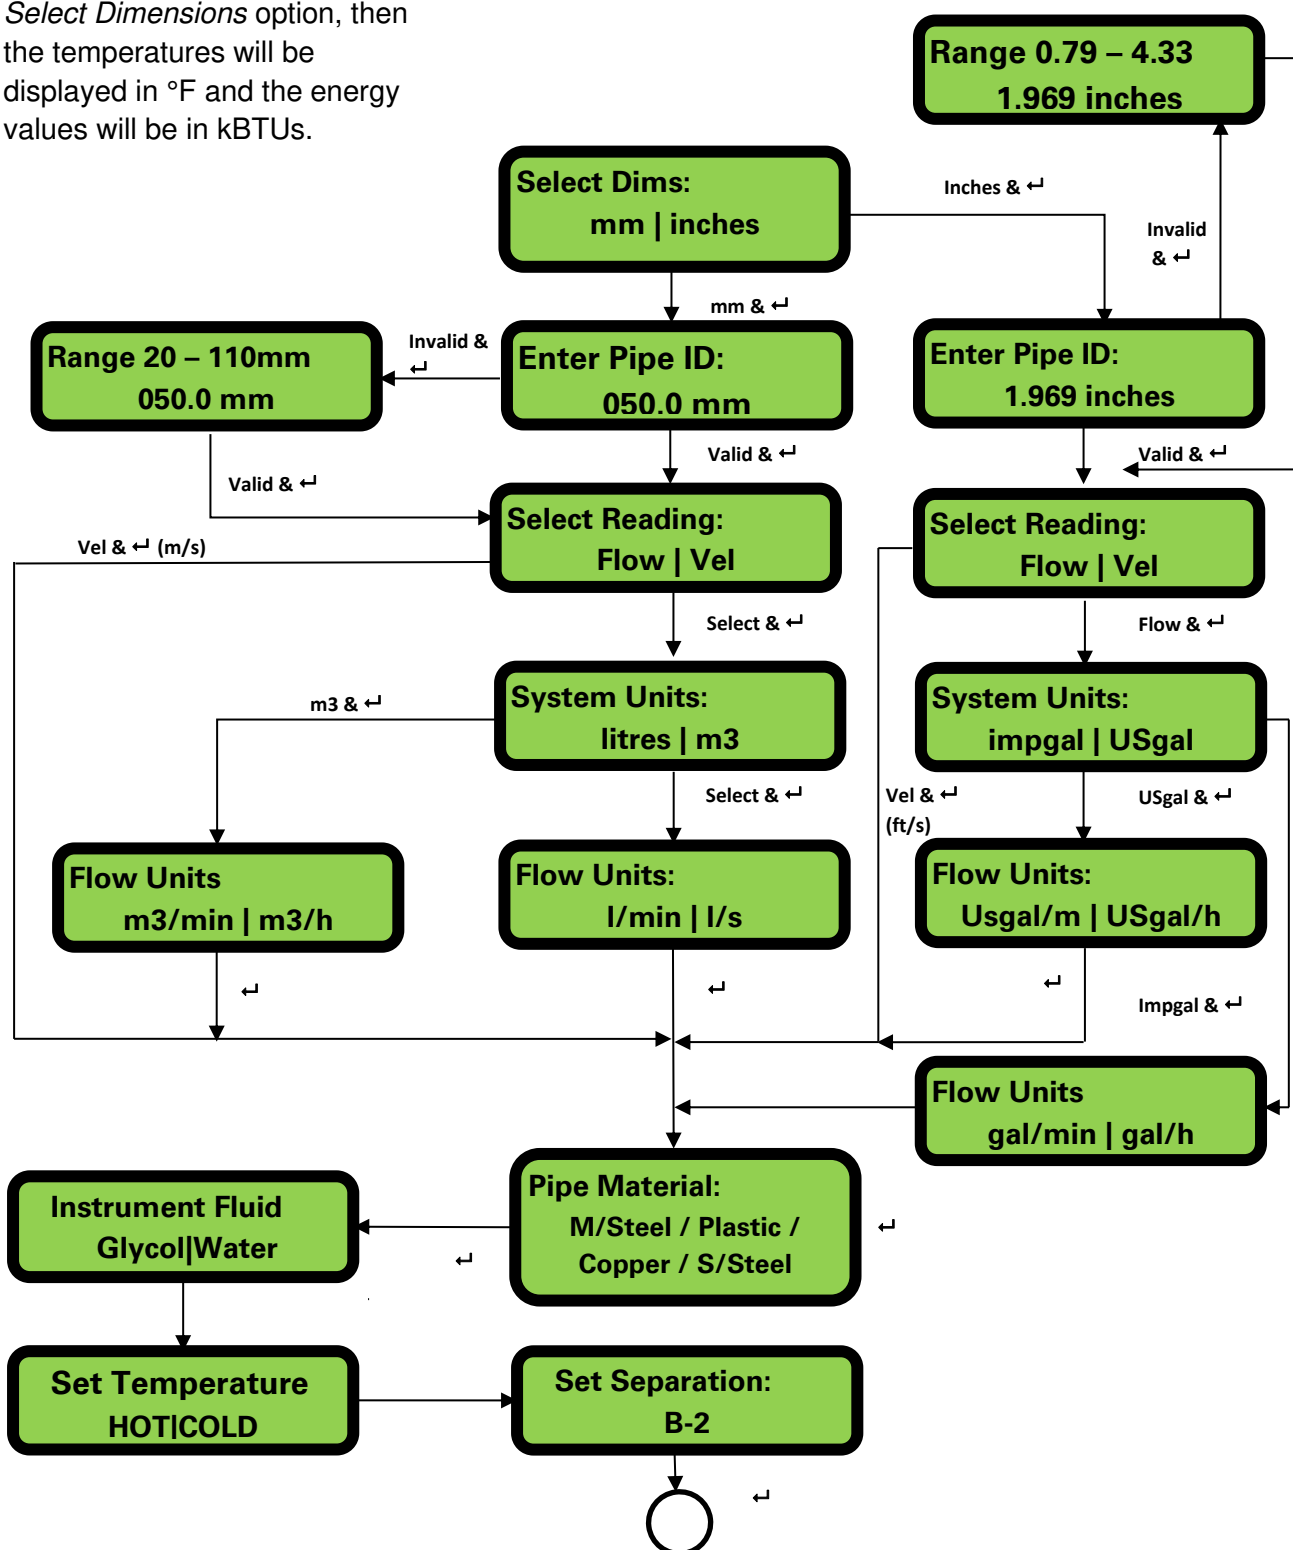 Select Dimensions option, then
the temperatures will be
displayed in °F and the energy
values will be in kBTUs.
Range 0.79 – 4.33
1.969 inches
Select Dims:
mm | inches
Inches & ↵
Invalid
& ↵
mm & ↵
Range 20 – 110mm
050.0 mm
Invalid &
↵
Enter Pipe ID:
050.0 mm
Enter Pipe ID:
1.969 inches
Valid & ↵
Valid & ↵
Valid & ↵
Select Reading:
Flow | Vel
Select Reading:
Flow | Vel
Vel & ↵ (m/s)
Select & ↵
Flow & ↵
m3 & ↵
System Units:
litres | m3
System Units:
impgal | USgal
Select & ↵
Vel & ↵
(ft/s)
USgal & ↵
Flow Units
m3/min | m3/h
Flow Units:
l/min | l/s
Flow Units:
Usgal/m | USgal/h
↵
↵
↵
Impgal & ↵
Flow Units
gal/min | gal/h
Pipe Material:
M/Steel / Plastic /
Copper / S/Steel
↵
Instrument Fluid
Glycol|Water
↵
Set Temperature
HOT|COLD
Set Separation:
B-2
↵